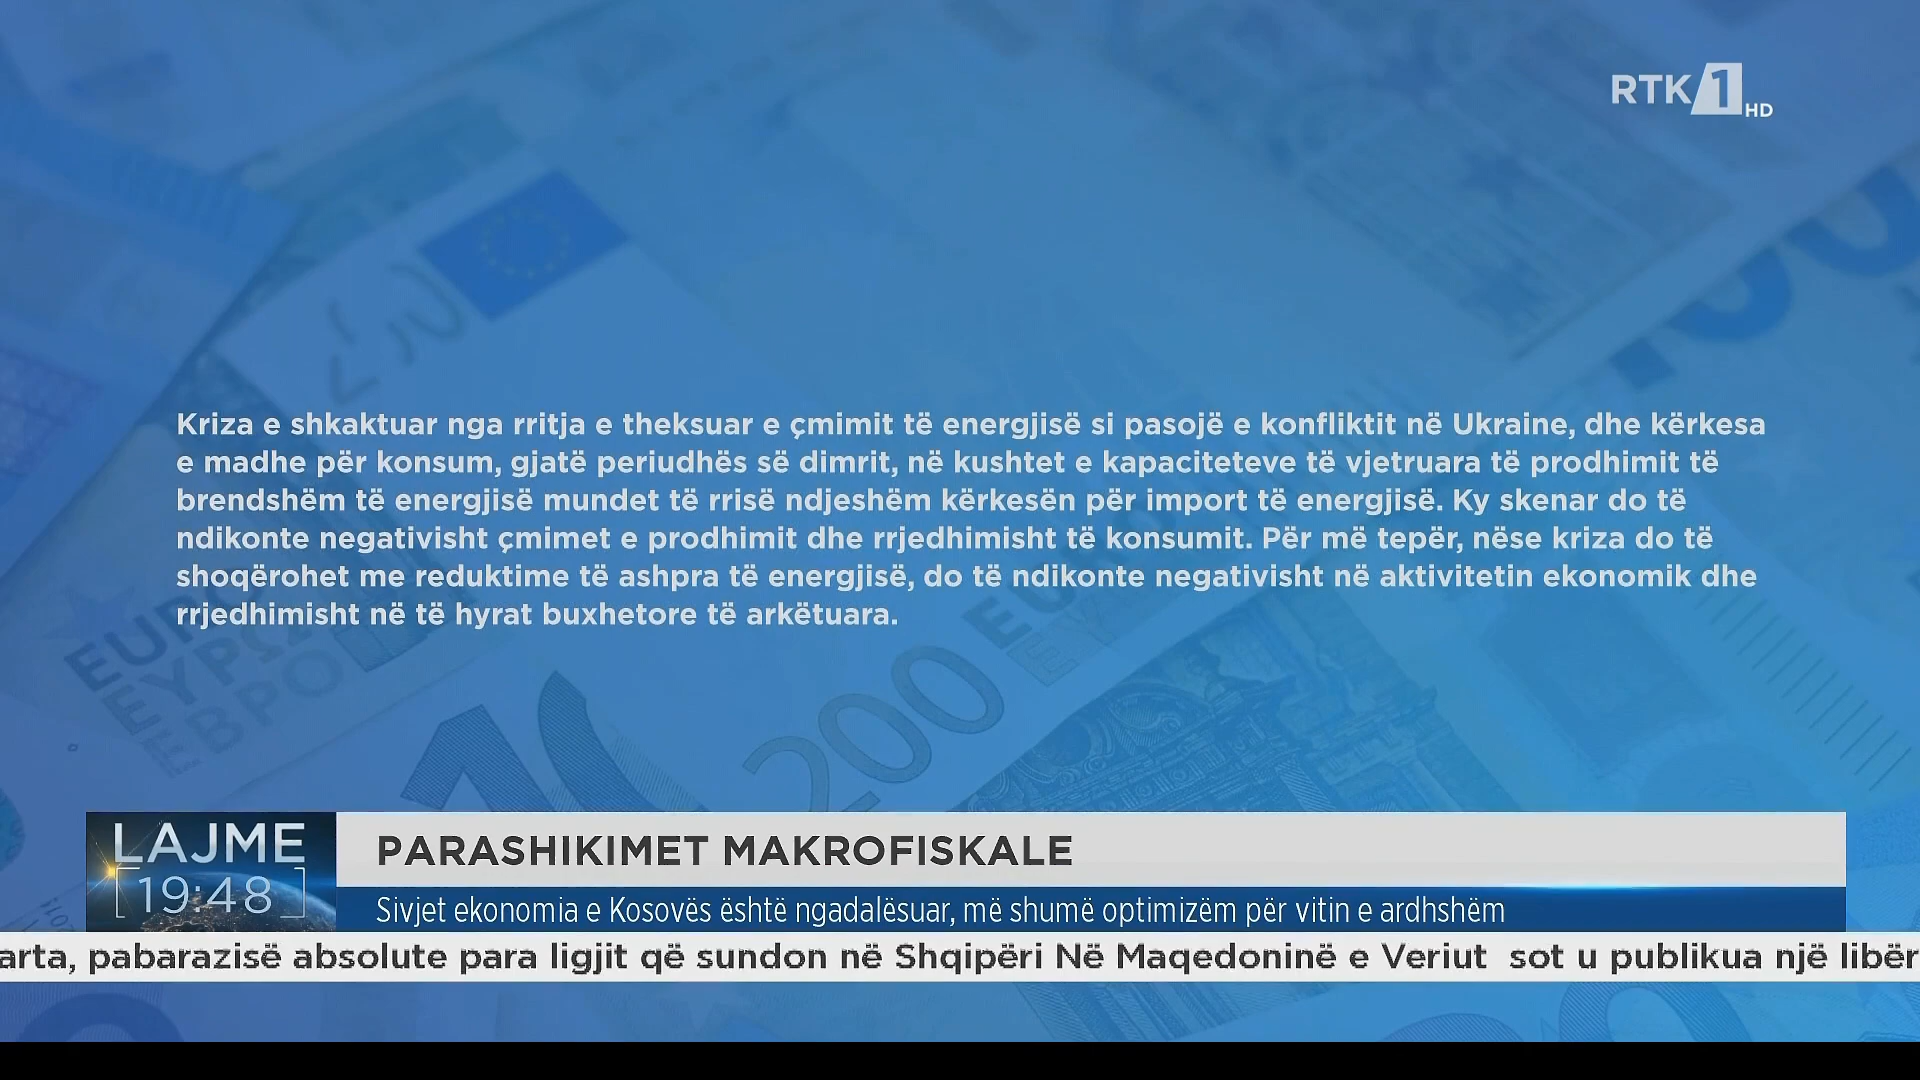 RTK 1 HD
Kriza e shkaktuar nga rritja e theksuar e çmimit të energjisë si pasojë e konfliktit në Ukraine, dhe kërkesa
e madhe për konsum, gjatë periudhës së dimrit, në kushtet e kapaciteteve të vjetruara të prodhimit të
brendshëm të energjisë mundet të rrisë ndjeshëm kërkesën për import të energjisë. Ky skenar do të
ndikonte negativisht çmimet e prodhimit dhe rrjedhimisht të konsumit. Për më tepër, nëse kriza do të
shoqërohet me reduktime të ashpra të energjisë, do të ndikonte negativisht në aktivitetin ekonomik dhe
rrjedhimisht në të hyrat buxhetore të arkëtuara.
EURO
ΕΥΡΩ
ЕВРО
200 EURO
LAJME
19:48
PARASHIKIMET MAKROFISKALE
Sivjet ekonomia e Kosovës është ngadalësuar, më shumë optimizëm për vitin e ardhshëm
arta, pabarazisë absolute para ligjit që sundon në Shqipëri Në Maqedoninë e Veriut sot u publikua një libër